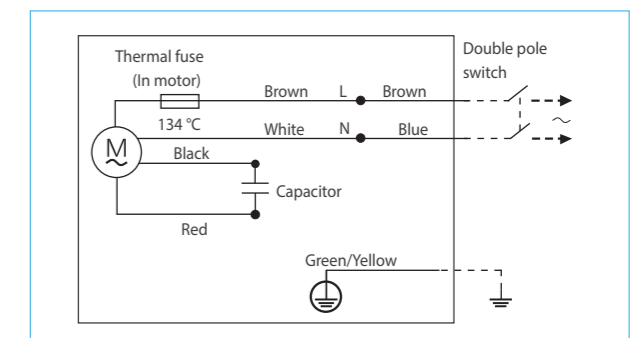 Thermal fuse
(In motor)
Double pole
switch
Brown
L
Brown
134 °C
White
N
Blue
M
Black
Capacitor
Red
Green/Yellow